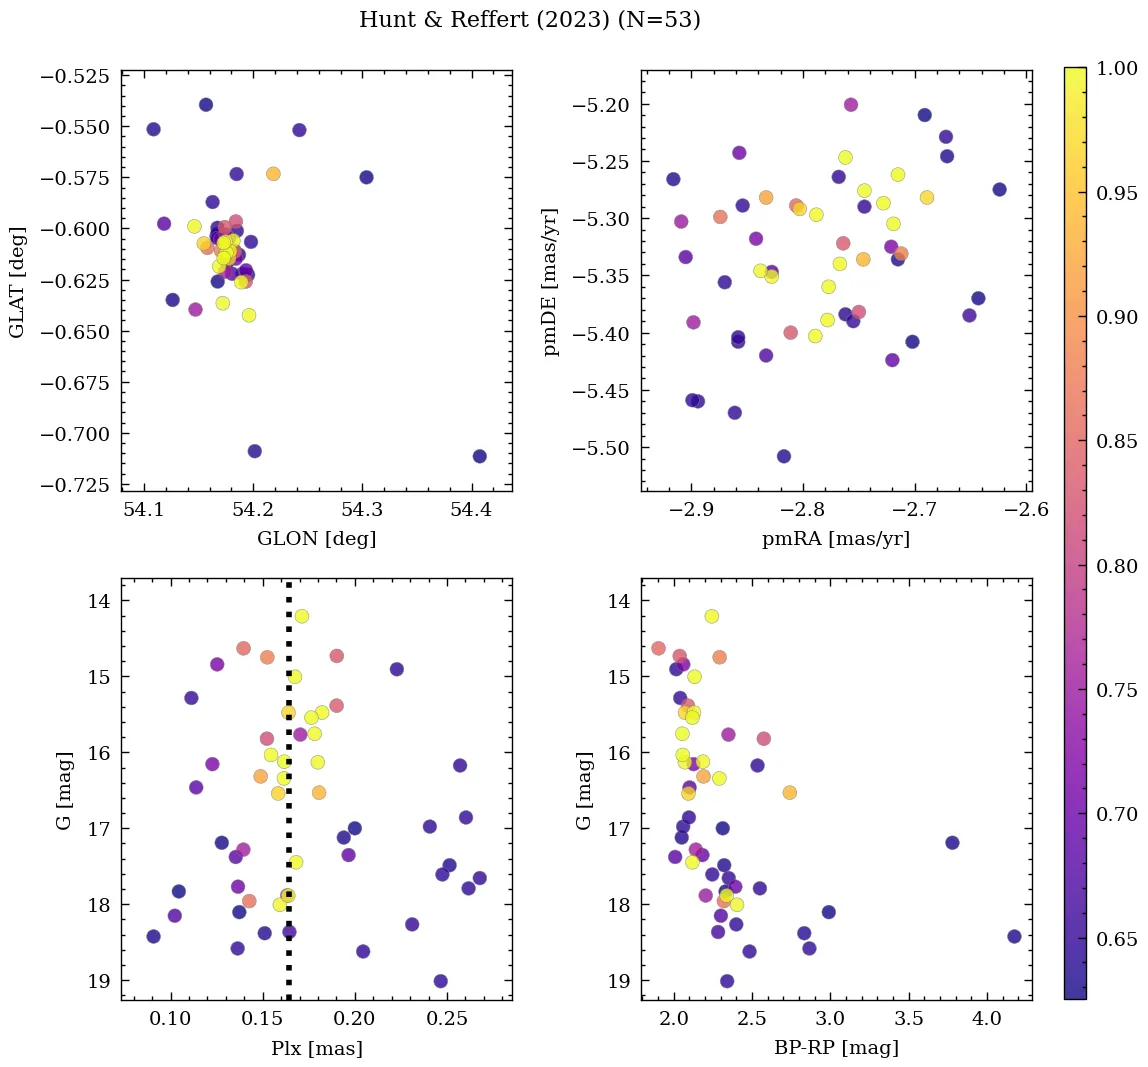 Hunt & Reffert (2023) (N=53)
−0.525
−0.550
−0.575
−0.600
−0.625
−0.650
−0.675
−0.700
−0.725
GLAT [deg]
54.1 54.2 54.3 54.4
GLON [deg]
−5.20
−5.25
−5.30
−5.35
−5.40
−5.45
−5.50
pmDE [mas/yr]
−2.9 −2.8 −2.7 −2.6
pmRA [mas/yr]
14
15
16
17
18
19
G [mag]
0.10 0.15 0.20 0.25
Plx [mas]
14
15
16
17
18
19
G [mag]
2.0 2.5 3.0 3.5 4.0
BP-RP [mag]
1.00
0.95
0.90
0.85
0.80
0.75
0.70
0.65